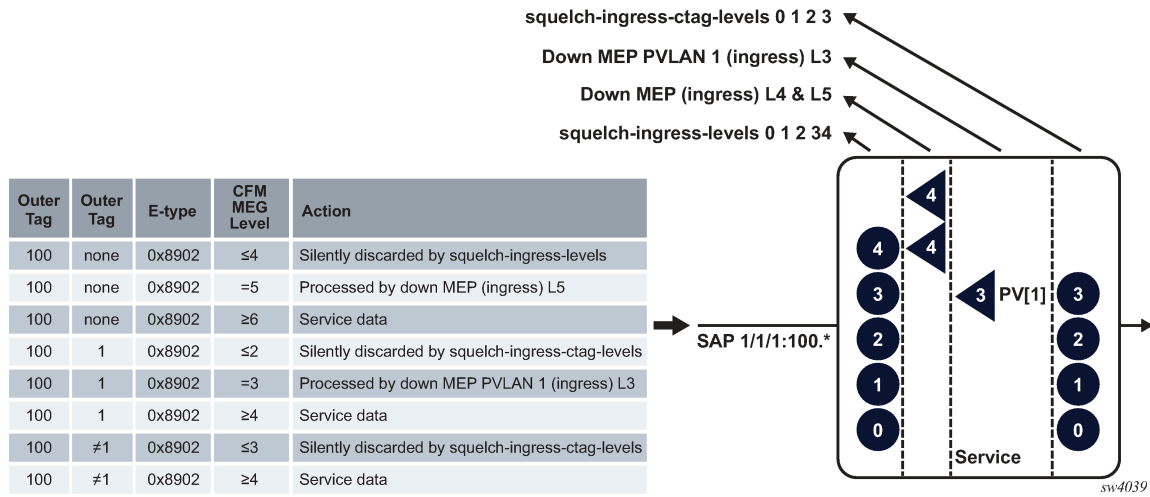 squelch-ingress-ctag-levels 0 1 2 3
Down MEP PVLAN 1 (ingress) L3
Down MEP (ingress) L4 & L5
squelch-ingress-levels 0 1 2 34
Outer Tag Outer Tag E-type CFM MEG Level Action
100 none 0x8902 ≤4 Silently discarded by squelch-ingress-levels
100 none 0x8902 =5 Processed by down MEP (ingress) L5
100 none 0x8902 ≥6 Service data
100 1 0x8902 ≤2 Silently discarded by squelch-ingress-ctag-levels
100 1 0x8902 =3 Processed by down MEP PVLAN 1 (ingress) L3
100 1 0x8902 ≥4 Service data
100 ≠1 0x8902 ≤3 Silently discarded by squelch-ingress-ctag-levels
100 ≠1 0x8902 ≥4 Service data
SAP 1/1/1:100.*
4
4 4
3 3 PV[1] 3
2 2
1 1
0 0
Service
sw4039